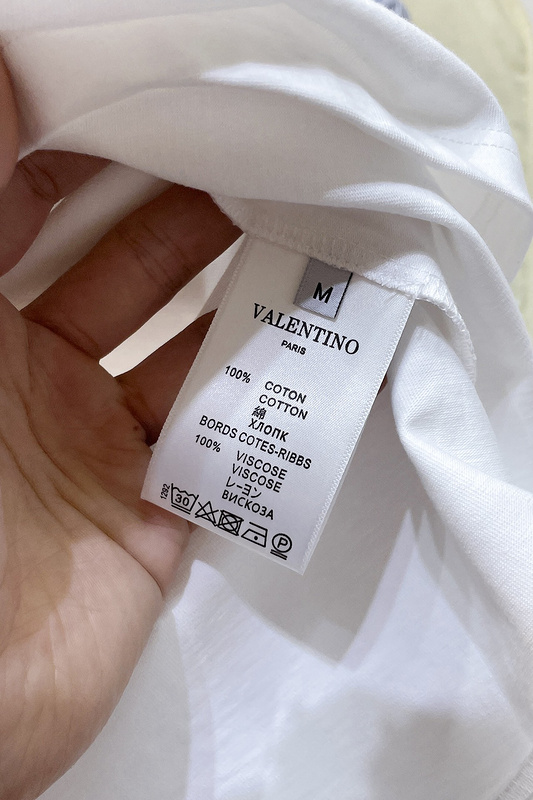 M
VALENTINO
PARIS
100% COTON
COTTON
綿
ХЛОПК
BORDS COTES-RIBBS
100% VISCOSE
VISCOSE
レーヨン
ВИСКОЗА
1292
30
P